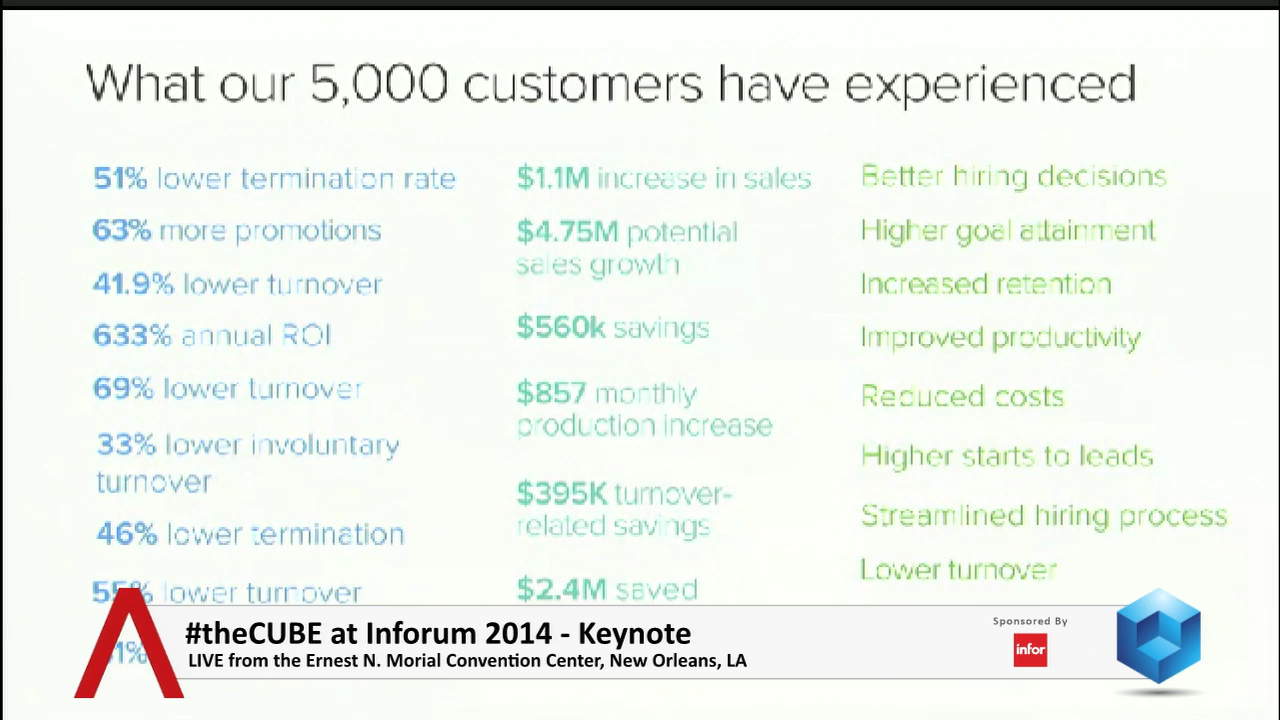 What our 5,000 customers have experienced
51% lower termination rate
63% more promotions
41.9% lower turnover
633% annual ROI
69% lower turnover
33% lower involuntary
turnover
46% lower termination
55% lower turnover
$1.1M increase in sales
$4.75M potential
sales growth
$560k savings
$857 monthly
production increase
$395K turnover-
related savings
$2.4M saved
Better hiring decisions
Higher goal attainment
Increased retention
Improved productivity
Reduced costs
Higher starts to leads
Streamlined hiring process
Lower turnover
#theCUBE at Inforum 2014 - Keynote
LIVE from the Ernest N. Morial Convention Center, New Orleans, LA
Sponsored By
infor